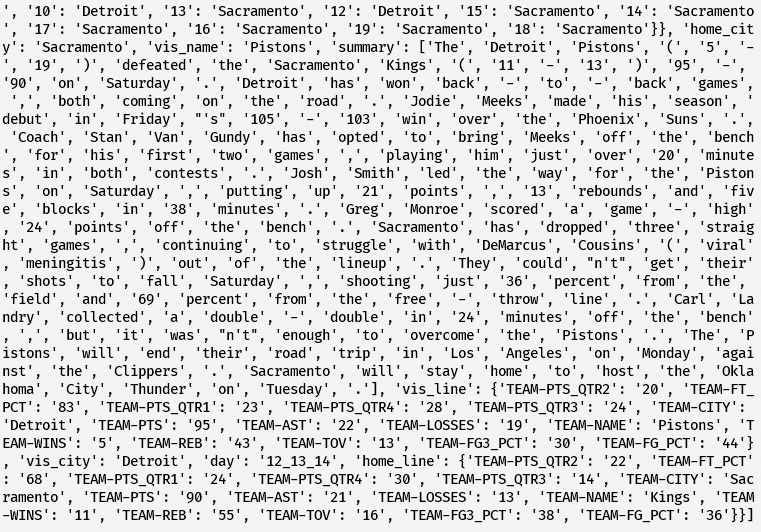 ', '10': 'Detroit', '13': 'Sacramento', '12': 'Detroit', '15': 'Sacramento', '14': 'Sacramento
', '17': 'Sacramento', '16': 'Sacramento', '19': 'Sacramento', '18': 'Sacramento'}}, 'home_cit
y': 'Sacramento', 'vis_name': 'Pistons', 'summary': ['The', 'Detroit', 'Pistons', '(', '5', '-
', '19', ')', 'defeated', 'the', 'Sacramento', 'Kings', '(', '11', '-', '13', ')', '95', '-',
'90', 'on', 'Saturday', '.', 'Detroit', 'has', 'won', 'back', '-', 'to', '-', 'back', 'games',
 ',', 'both', 'coming', 'on', 'the', 'road', '.', 'Jodie', 'Meeks', 'made', 'his', 'season', '
debut', 'in', 'Friday', "'s", '105', '-', '103', 'win', 'over', 'the', 'Phoenix', 'Suns', '.',
 'Coach', 'Stan', 'Van', 'Gundy', 'has', 'opted', 'to', 'bring', 'Meeks', 'off', 'the', 'bench
', 'for', 'his', 'first', 'two', 'games', ',', 'playing', 'him', 'just', 'over', '20', 'minute
s', 'in', 'both', 'contests', '.', 'Josh', 'Smith', 'led', 'the', 'way', 'for', 'the', 'Piston
s', 'on', 'Saturday', ',', 'putting', 'up', '21', 'points', ',', '13', 'rebounds', 'and', 'fiv
e', 'blocks', 'in', '38', 'minutes', '.', 'Greg', 'Monroe', 'scored', 'a', 'game', '-', 'high'
, '24', 'points', 'off', 'the', 'bench', '.', 'Sacramento', 'has', 'dropped', 'three', 'straig
ht', 'games', ',', 'continuing', 'to', 'struggle', 'with', 'DeMarcus', 'Cousins', '(', 'viral'
, 'meningitis', ')', 'out', 'of', 'the', 'lineup', '.', 'They', 'could', "n't", 'get', 'their'
, 'shots', 'to', 'fall', 'Saturday', ',', 'shooting', 'just', '36', 'percent', 'from', 'the',
'field', 'and', '69', 'percent', 'from', 'the', 'free', '-', 'throw', 'line', '.', 'Carl', 'La
ndry', 'collected', 'a', 'double', '-', 'double', 'in', '24', 'minutes', 'off', 'the', 'bench'
, ',', 'but', 'it', 'was', "n't", 'enough', 'to', 'overcome', 'the', 'Pistons', '.', 'The', 'P
istons', 'will', 'end', 'their', 'road', 'trip', 'in', 'Los', 'Angeles', 'on', 'Monday', 'agai
nst', 'the', 'Clippers', '.', 'Sacramento', 'will', 'stay', 'home', 'to', 'host', 'the', 'Okla
homa', 'City', 'Thunder', 'on', 'Tuesday', '.'], 'vis_line': {'TEAM-PTS_QTR2': '20', 'TEAM-FT_
PCT': '83', 'TEAM-PTS_QTR1': '23', 'TEAM-PTS_QTR4': '28', 'TEAM-PTS_QTR3': '24', 'TEAM-CITY':
'Detroit', 'TEAM-PTS': '95', 'TEAM-AST': '22', 'TEAM-LOSSES': '19', 'TEAM-NAME': 'Pistons', 'T
EAM-WINS': '5', 'TEAM-REB': '43', 'TEAM-TOV': '13', 'TEAM-FG3_PCT': '30', 'TEAM-FG_PCT': '44'}
, 'vis_city': 'Detroit', 'day': '12_13_14', 'home_line': {'TEAM-PTS_QTR2': '22', 'TEAM-FT_PCT'
: '68', 'TEAM-PTS_QTR1': '24', 'TEAM-PTS_QTR4': '30', 'TEAM-PTS_QTR3': '14', 'TEAM-CITY': 'Sac
ramento', 'TEAM-PTS': '90', 'TEAM-AST': '21', 'TEAM-LOSSES': '13', 'TEAM-NAME': 'Kings', 'TEAM
-WINS': '11', 'TEAM-REB': '55', 'TEAM-TOV': '16', 'TEAM-FG3_PCT': '38', 'TEAM-FG_PCT': '36'}}]